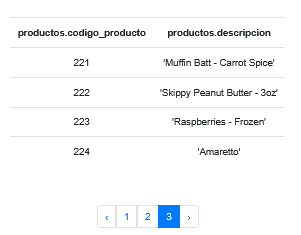 productos.codigo_producto productos.descripcion
221 'Muffin Batt - Carrot Spice'
222 'Skippy Peanut Butter - 3oz'
223 'Raspberries - Frozen'
224 'Amaretto'
‹ 1 2 3 ›